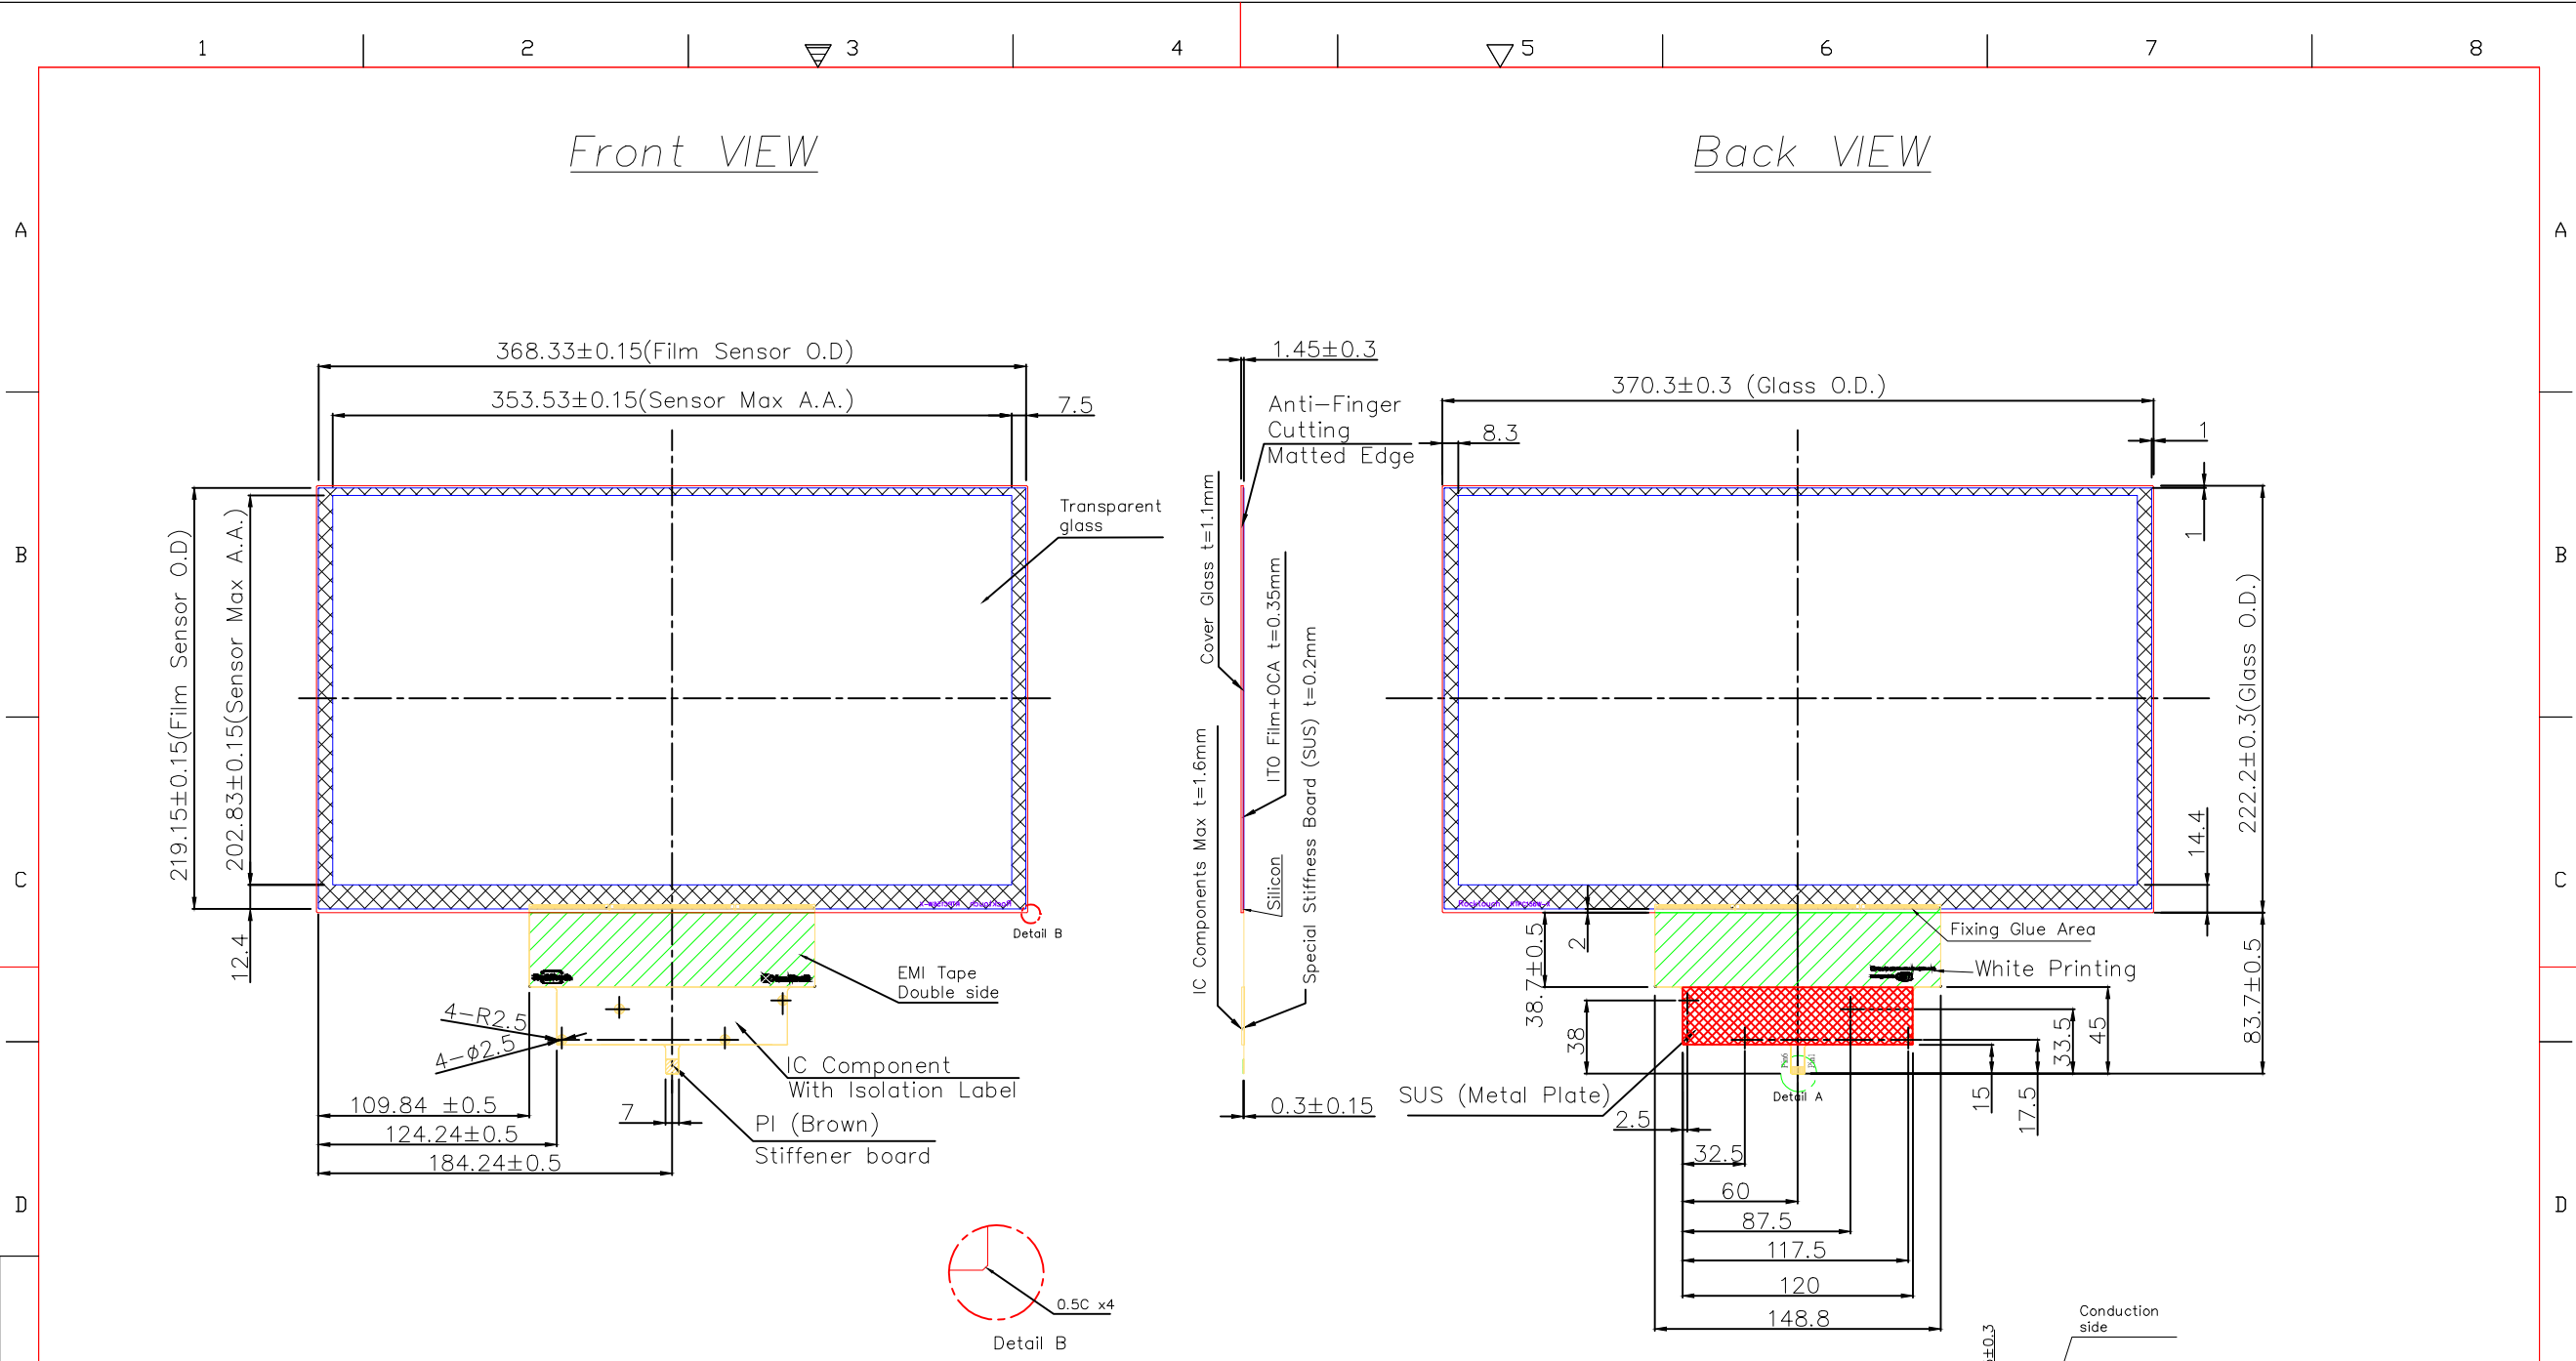 1 2 3 4 5 6 7 8
Front VIEW
Back VIEW
A
A
B
B
C
C
D
D
368.33±0.15(Film Sensor O.D)
353.53±0.15(Sensor Max A.A.)
7.5
219.15±0.15(Film Sensor O.D)
202.83±0.15(Sensor Max A.A.)
12.4
Transparent
glass
Detail B
EMI Tape
Double side
4-R2.5
4-ø2.5
IC Component
With Isolation Label
109.84 ±0.5
124.24±0.5
184.24±0.5
7
PI (Brown)
Stiffener board
0.5C x4
Detail B
1.45±0.3
Anti-Finger
Cutting
Matted Edge
Cover Glass t=1.1mm
ITO Film+OCA t=0.35mm
Special Stiffness Board (SUS) t=0.2mm
IC Components Max t=1.6mm
Silicon
0.3±0.15
370.3±0.3 (Glass O.D.)
8.3
1
1
222.2±0.3(Glass O.D.)
14.4
Rocktouch
2
38.7±0.5
38
Fixing Glue Area
White Printing
83.7±0.5
45
33.5
17.5
15
SUS (Metal Plate)
Detail A
2.5
32.5
60
87.5
117.5
120
148.8
Conduction
side
±0.3